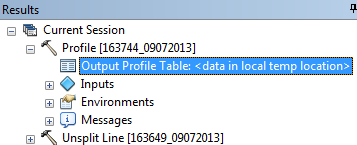 Results
Current Session
Profile [163744_09072013]
Output Profile Table: <data in local temp location>
Inputs
Environments
Messages
Unsplit Line [163649_09072013]